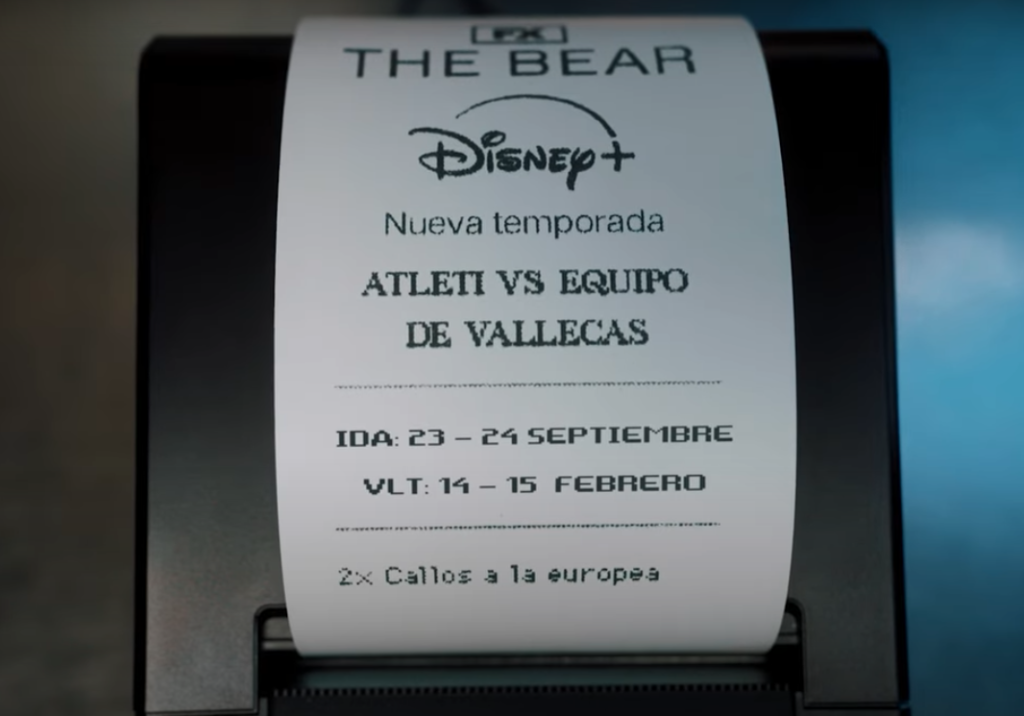 FX
THE BEAR
Disney+
Nueva temporada
ATLETI VS EQUIPO
DE VALLECAS
IDA: 23 - 24 SEPTIEMBRE
VLT: 14 - 15 FEBRERO
2x Callos a la europea